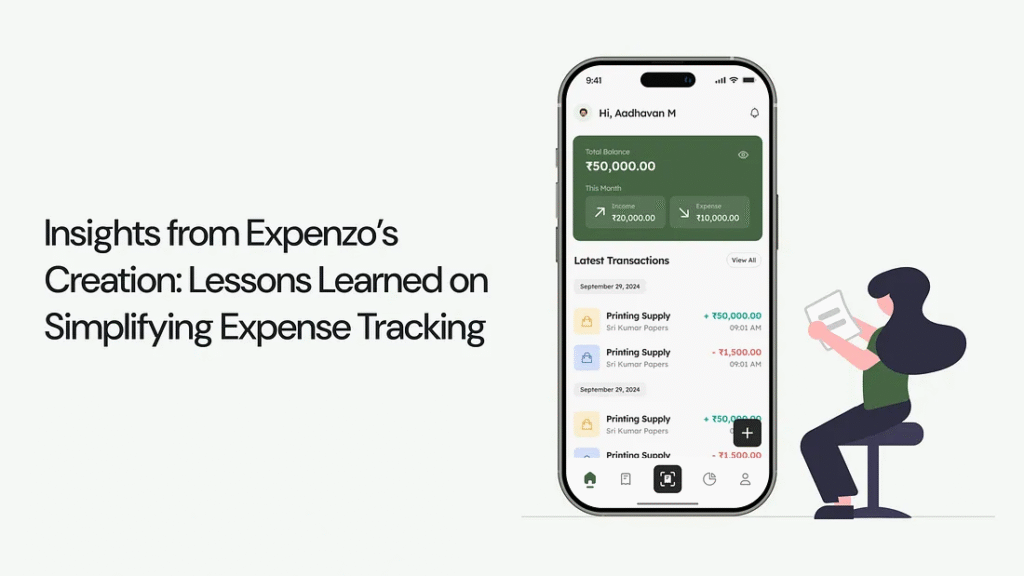 Insights from Expenzo’s
Creation: Lessons Learned on
Simplifying Expense Tracking
9:41
Hi, Aadhavan M
Total Balance
₹50,000.00
This Month
Income
₹20,000.00
Expense
₹10,000.00
Latest Transactions
View All
September 29, 2024
Printing Supply
+ ₹50,000.00
Sri Kumar Papers
09:01 AM
Printing Supply
- ₹1,500.00
Sri Kumar Papers
09:01 AM
September 29, 2024
Printing Supply
+ ₹50,000.00
Sri Kumar Papers
Printing Supply
- ₹1,500.00